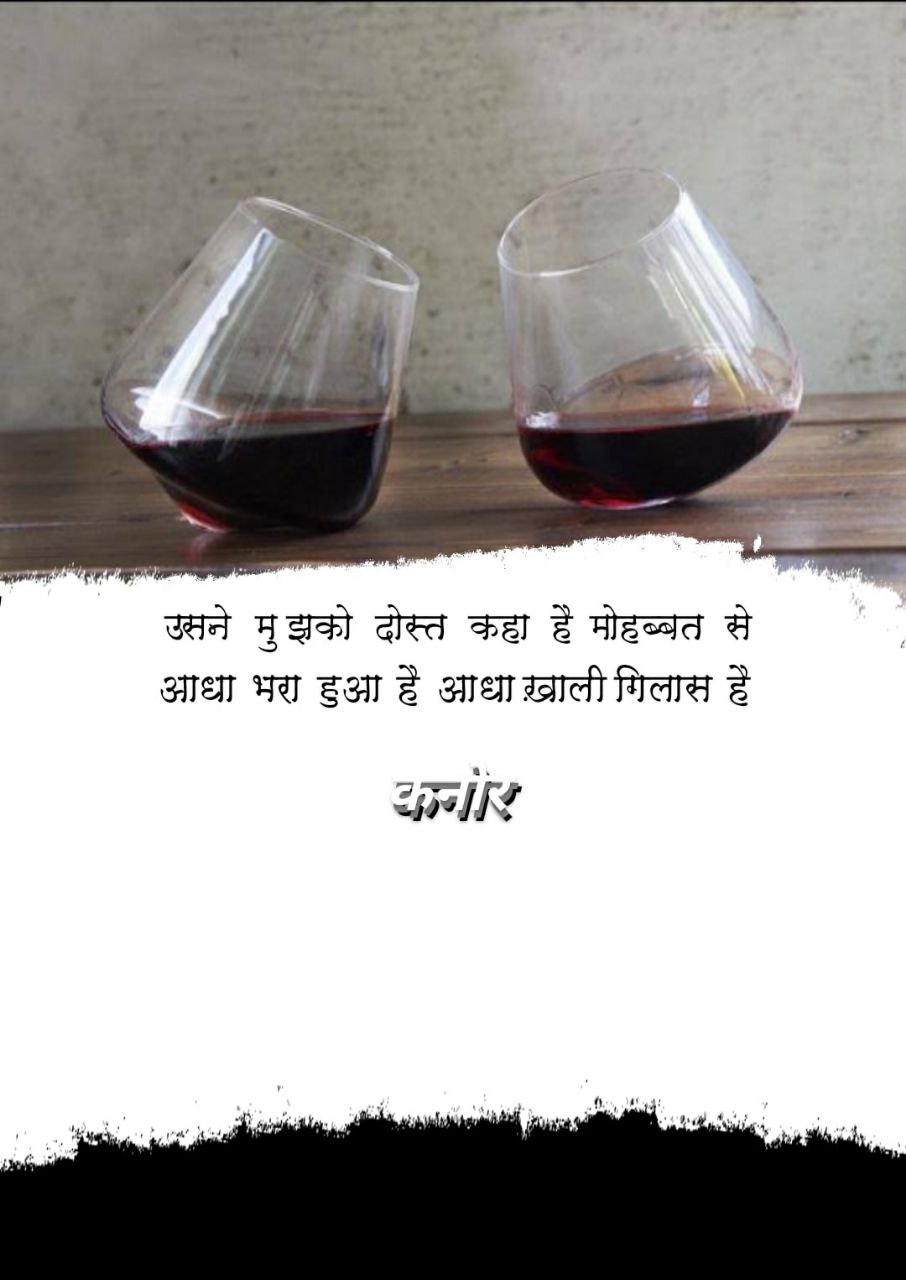 उसने मुझको दोस्त कहा है मोहब्बत से
आधा भरा हुआ है आधा ख़ाली गिलास है
कनौर